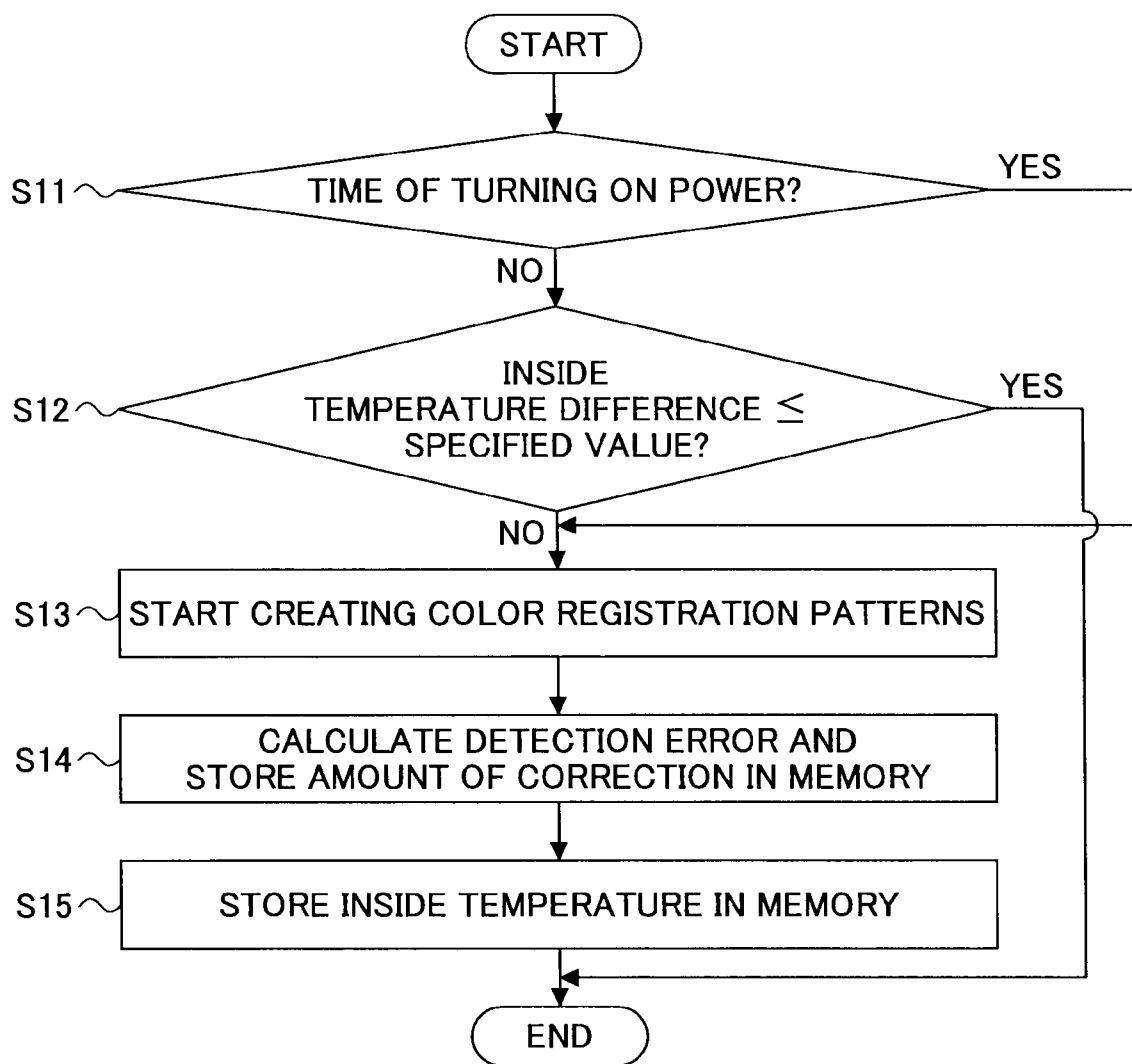 START
S11
TIME OF TURNING ON POWER?
YES
NO
S12
INSIDE
TEMPERATURE DIFFERENCE ≤
SPECIFIED VALUE?
YES
NO
S13
START CREATING COLOR REGISTRATION PATTERNS
S14
CALCULATE DETECTION ERROR AND
STORE AMOUNT OF CORRECTION IN MEMORY
S15
STORE INSIDE TEMPERATURE IN MEMORY
END